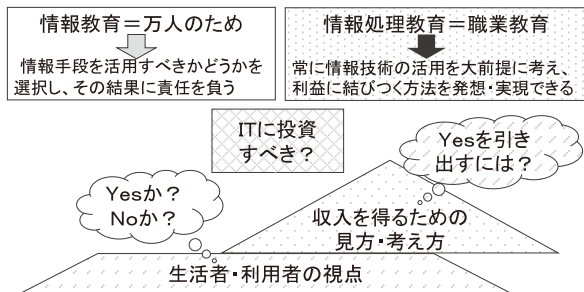 情報教育＝万人のため
情報手段を活用すべきかどうかを
選択し、その結果に責任を負う
情報処理教育＝職業教育
常に情報技術の活用を大前提に考え、
利益に結びつく方法を発想・実現できる
ITに投資
すべき？
Yesを引き
出すには？
Yesか？
Noか？
収入を得るための
見方・考え方
生活者・利用者の視点